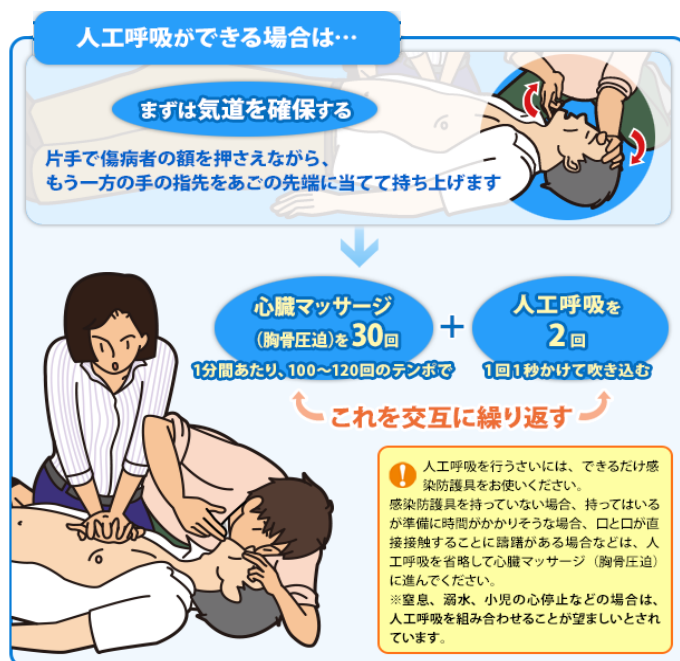 人工呼吸ができる場合は…
まずは気道を確保する
片手で傷病者の額を押さえながら、
もう一方の手の指先をあごの先端に当てて持ち上げます
心臓マッサージ
(胸骨圧迫)を30回
1分間あたり、100〜120回のテンポで
+
人工呼吸を
2回
1回1秒かけて吹き込む
これを交互に繰り返す
! 人工呼吸を行うさいには、できるだけ感
染防護具をお使いください。
感染防護具を持っていない場合、持ってはいる
が準備に時間がかかりそうな場合、口と口が直
接接触することに躊躇がある場合などは、人
工呼吸を省略して心臓マッサージ（胸骨圧迫）
に進んでください。
※窒息、溺水、小児の心停止などの場合は、
人工呼吸を組み合わせることが望ましいとされ
ています。